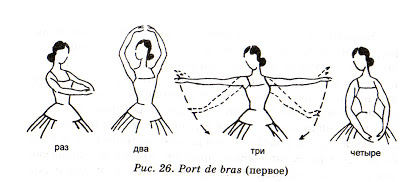 раз два три четыре
Рис. 26. Port de bras (первое)